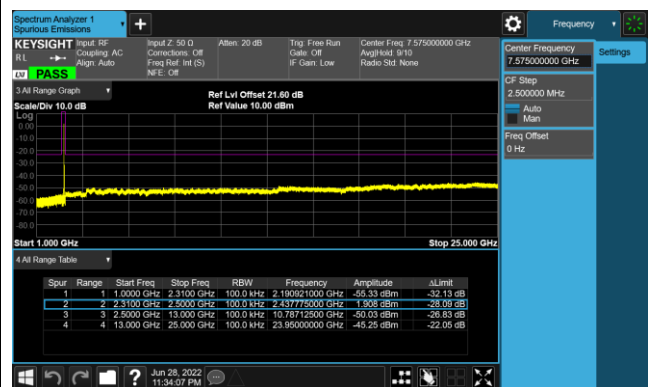 Spectrum Analyzer 1
Spurious Emissions
Frequency
KEYSIGHT Input: RF Input Z: 50 Ω Atten: 20 dB Trig: Free Run Center Freq: 7.575000000 GHz
RL Coupling: AC Corrections: Off Gate: Off Avg|Hold: 9/10
Align: Auto Freq Ref: Int (S) IF Gain: Low Radio Std: None
NFE: Off
LXI PASS
Center Frequency
7.575000000 GHz
Settings
CF Step
2.500000 MHz
Auto
Man
Freq Offset
0 Hz
3 All Range Graph
Ref Lvl Offset 21.60 dB
Scale/Div 10.0 dB Ref Value 10.00 dBm
Log
0.00
-10.0
-20.0
-30.0
-40.0
-50.0
-60.0
-70.0
-80.0
Start 1.000 GHz Stop 25.000 GHz
4 All Range Table
Spur Range Start Freq Stop Freq RBW Frequency Amplitude ΔLimit
1 1 1.0000 GHz 2.3100 GHz 100.0 kHz 2.190921000 GHz -55.33 dBm -32.13 dB
2 2 2.3100 GHz 2.5000 GHz 100.0 kHz 2.437775000 GHz 1.908 dBm -28.09 dB
3 3 2.5000 GHz 13.000 GHz 100.0 kHz 10.78712500 GHz -50.03 dBm -26.83 dB
4 4 13.000 GHz 25.000 GHz 100.0 kHz 23.95000000 GHz -45.25 dBm -22.05 dB
?
Jun 28, 2022
11:34:07 PM